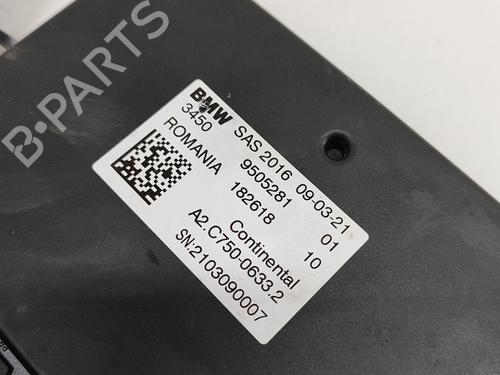 B-PARTS
BMW SAS 2016 09-03-21
3450 9505281 01
ROMANIA 182618 10
Continental
A2.C750-0633.2
SN:2103090007